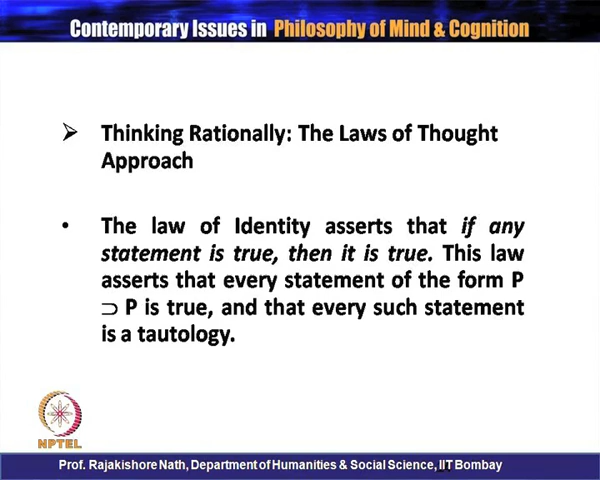 Contemporary Issues in Philosophy of Mind & Cognition
➢ Thinking Rationally: The Laws of Thought
Approach
• The law of Identity asserts that if any
statement is true, then it is true. This law
asserts that every statement of the form P
⊃ P is true, and that every such statement
is a tautology.
NPTEL
Prof. Rajakishore Nath, Department of Humanities & Social Science, IIT Bombay